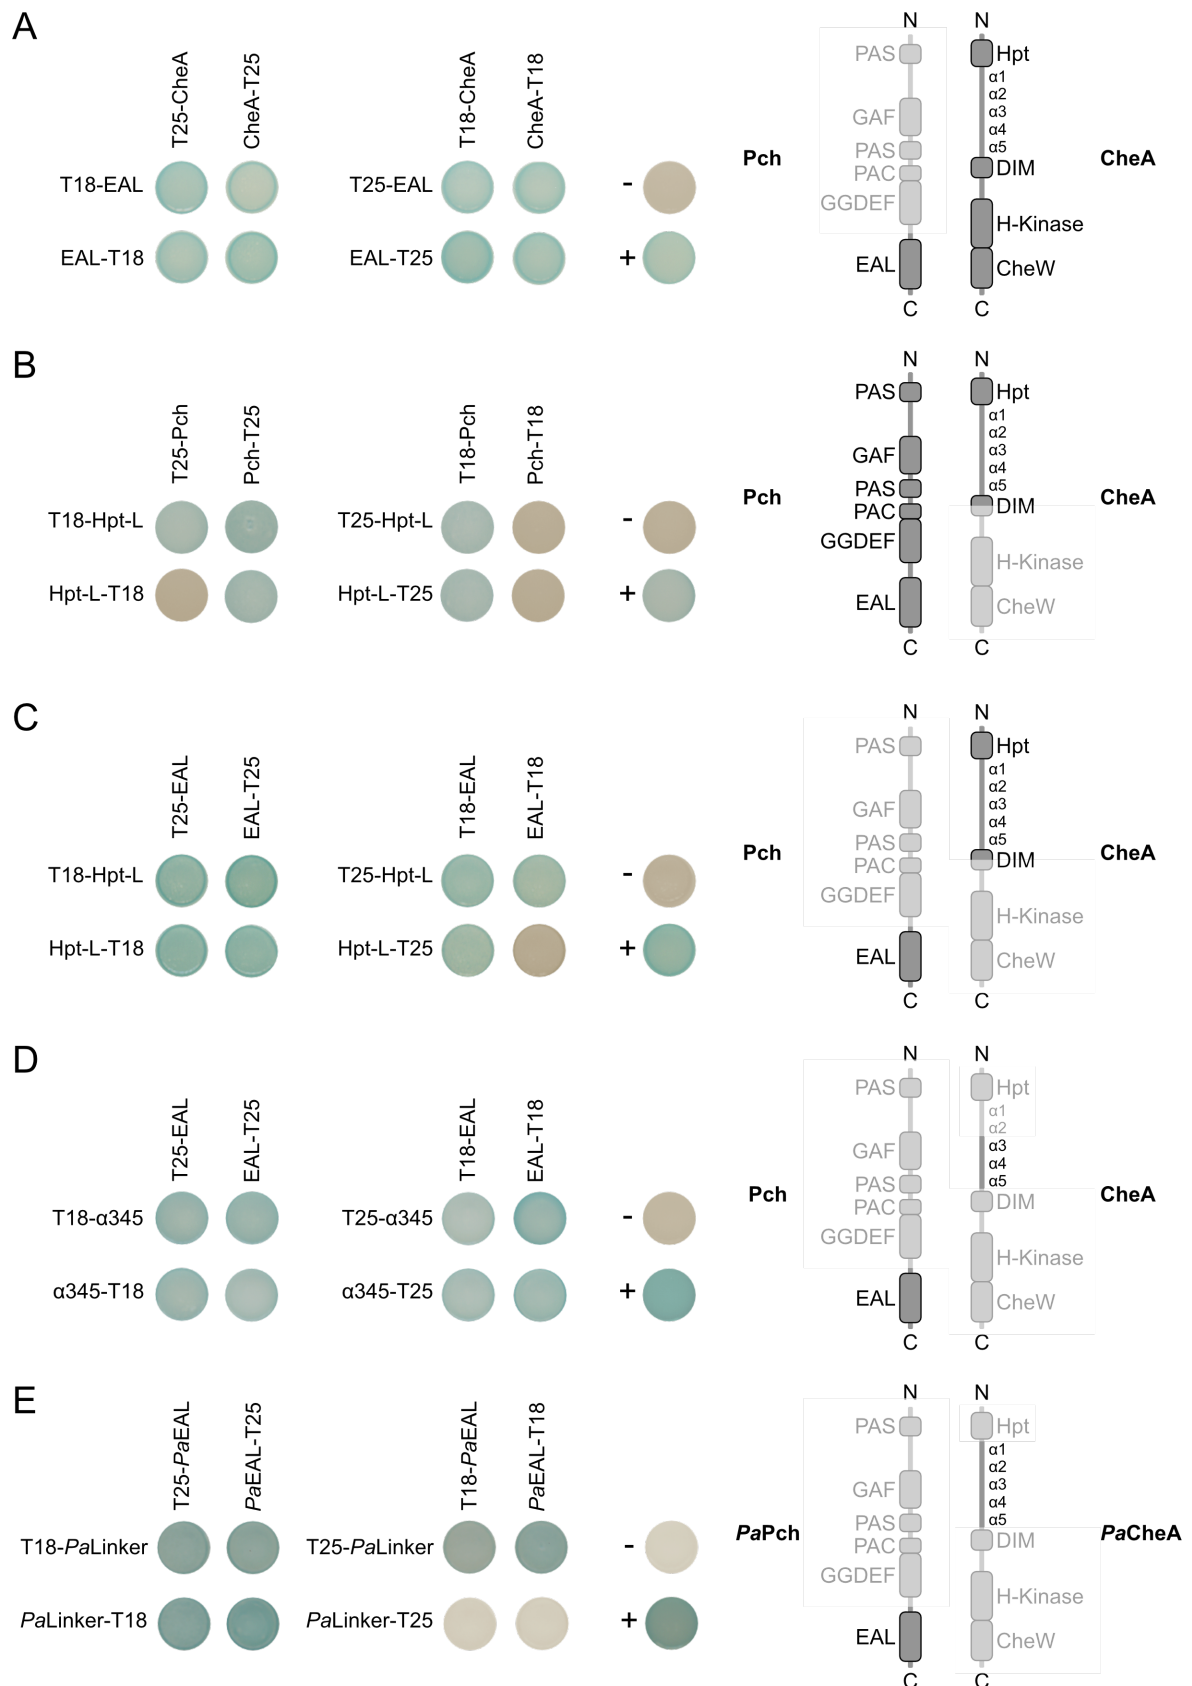 A
T25-CheA
CheA-T25
T18-CheA
CheA-T18
T18-EAL
T25-EAL
-
EAL-T18
EAL-T25
+
N
N
PAS
Hpt
α1
α2
α3
GAF
α4
α5
PAS
Pch
CheA
DIM
PAC
GGDEF
H-Kinase
EAL
CheW
C
C
B
T25-Pch
Pch-T25
T18-Pch
Pch-T18
T18-Hpt-L
T25-Hpt-L
-
Hpt-L-T18
Hpt-L-T25
+
N
N
PAS
Hpt
α1
α2
α3
GAF
α4
α5
PAS
Pch
CheA
DIM
PAC
GGDEF
H-Kinase
EAL
CheW
C
C
C
T25-EAL
EAL-T25
T18-EAL
EAL-T18
T18-Hpt-L
T25-Hpt-L
-
Hpt-L-T18
Hpt-L-T25
+
N
N
PAS
Hpt
α1
α2
α3
GAF
α4
α5
PAS
Pch
CheA
DIM
PAC
GGDEF
H-Kinase
EAL
CheW
C
C
D
T25-EAL
EAL-T25
T18-EAL
EAL-T18
T18-α345
T25-α345
-
α345-T18
α345-T25
+
N
N
PAS
Hpt
α1
α2
α3
GAF
α4
α5
PAS
Pch
CheA
DIM
PAC
GGDEF
H-Kinase
EAL
CheW
C
C
E
T25-PaEAL
PaEAL-T25
T18-PaEAL
PaEAL-T18
T18-PaLinker
T25-PaLinker
-
PaLinker-T18
PaLinker-T25
+
N
N
PAS
Hpt
α1
α2
α3
GAF
α4
α5
PAS
PaPch
PaCheA
DIM
PAC
GGDEF
H-Kinase
EAL
CheW
C
C